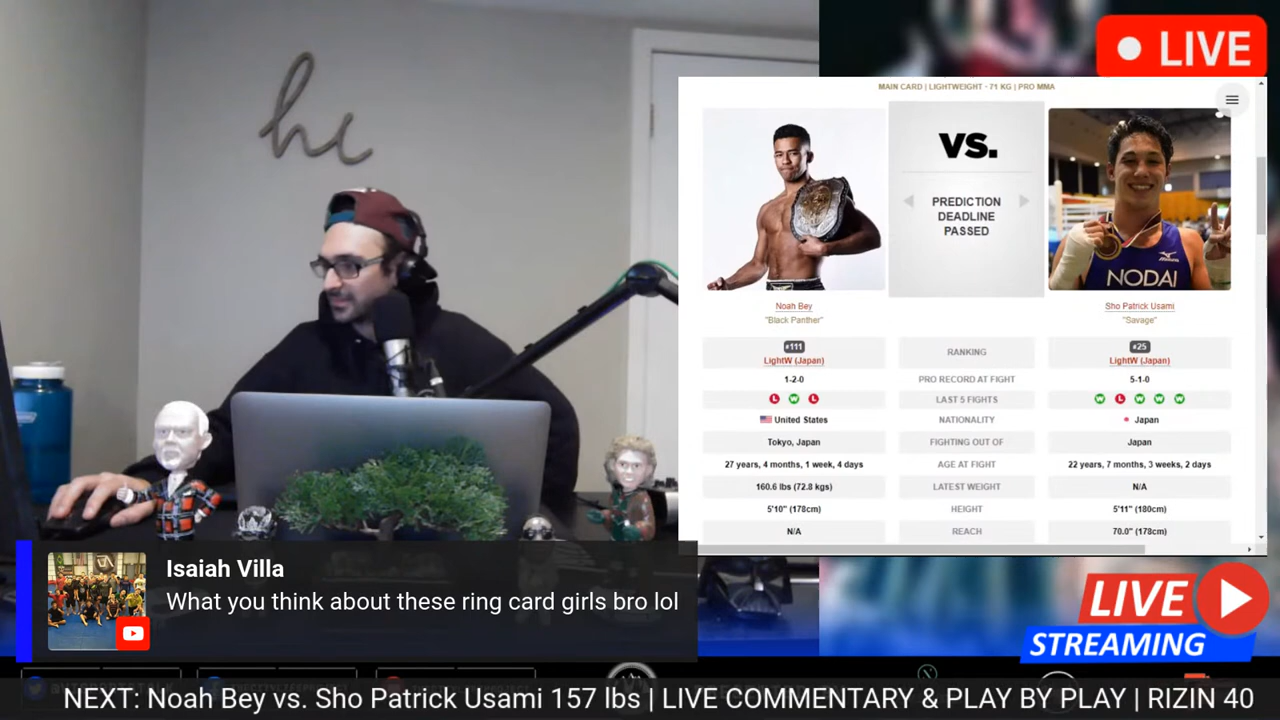 hi
LIVE
MAIN CARD | LIGHTWEIGHT · 71 KG | PRO MMA
VS.
PREDICTION
DEADLINE
PASSED
NODAI
Noah Bey
Sho Patrick Usami
"Black Panther"
"Savage"
#111
RANKING
#25
LightW (Japan)
LightW (Japan)
1-2-0
PRO RECORD AT FIGHT
5-1-0
L W L
LAST 5 FIGHTS
W L W W W
United States
NATIONALITY
Japan
Tokyo, Japan
FIGHTING OUT OF
Japan
27 years, 4 months, 1 week, 4 days
AGE AT FIGHT
22 years, 7 months, 3 weeks, 2 days
160.6 lbs (72.8 kgs)
LATEST WEIGHT
N/A
5'10" (178cm)
HEIGHT
5'11" (180cm)
N/A
REACH
70.0" (178cm)
Isaiah Villa
What you think about these ring card girls bro lol
LIVE
STREAMING
NEXT: Noah Bey vs. Sho Patrick Usami 157 lbs | LIVE COMMENTARY & PLAY BY PLAY | RIZIN 40